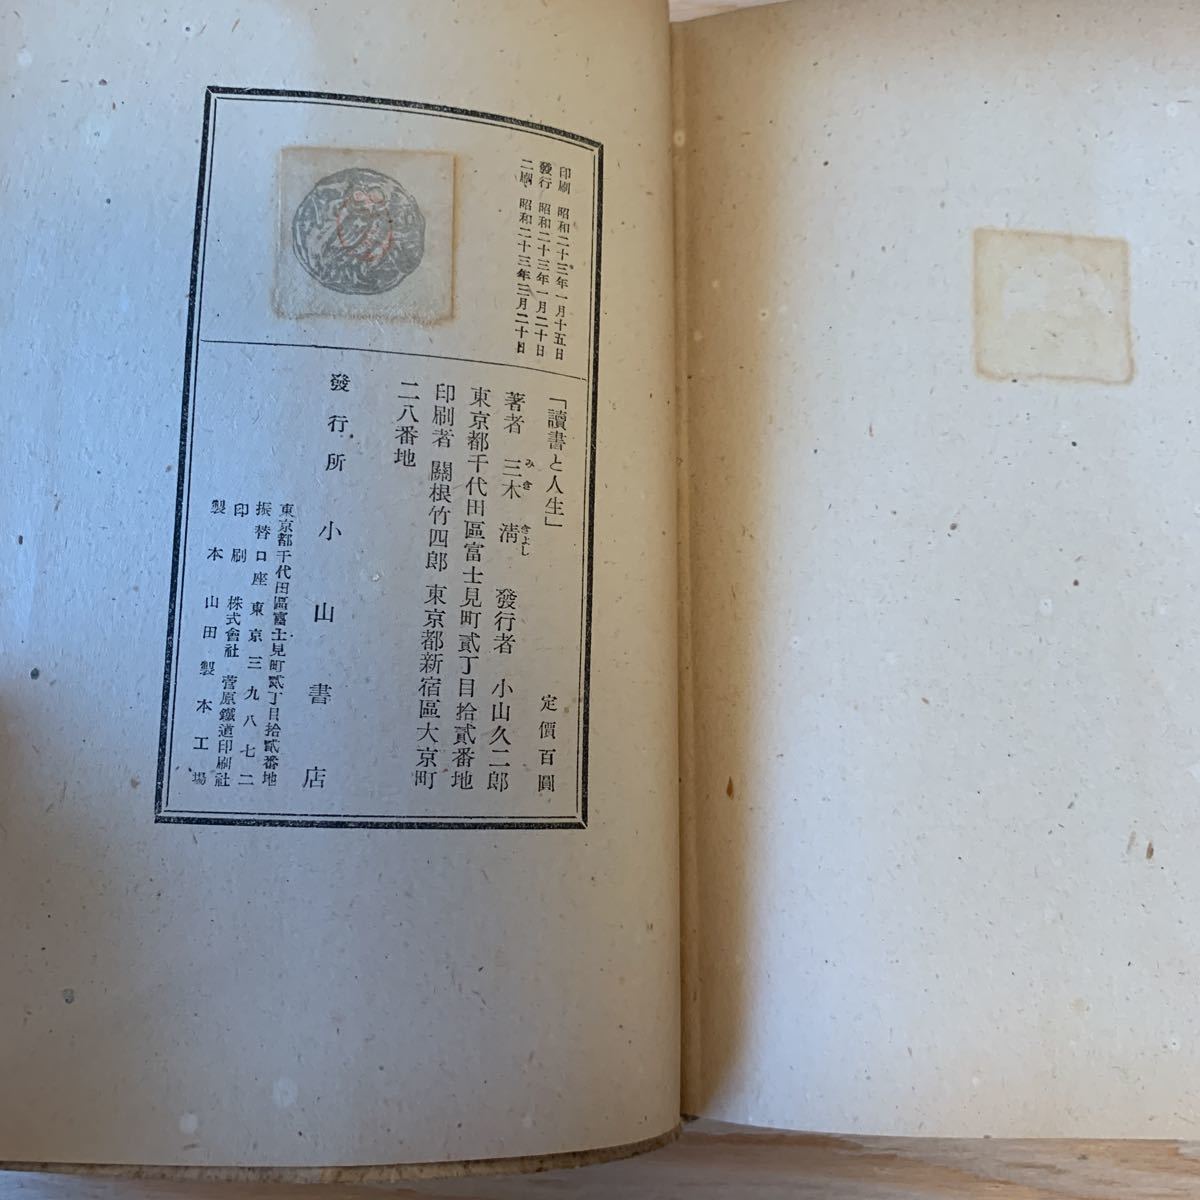 印刷 昭和二十三年一月十五日
發行 昭和二十三年一月二十日
二刷 昭和二十三年三月二十日
「讀書と人生」 定價百圓
著者 三木淸 發行者 小山久二郎
みき きよし
東京都千代田區富士見町貳丁目拾貳番地
印刷者 關根竹四郎 東京都新宿區大京町
二八番地
發行所 小山書店
東京都千代田區富士見町貳丁目拾貳番地
振替口座東京三九八七二
印刷 株式會社 菅原鐵道印刷社
製本 山田製本工場